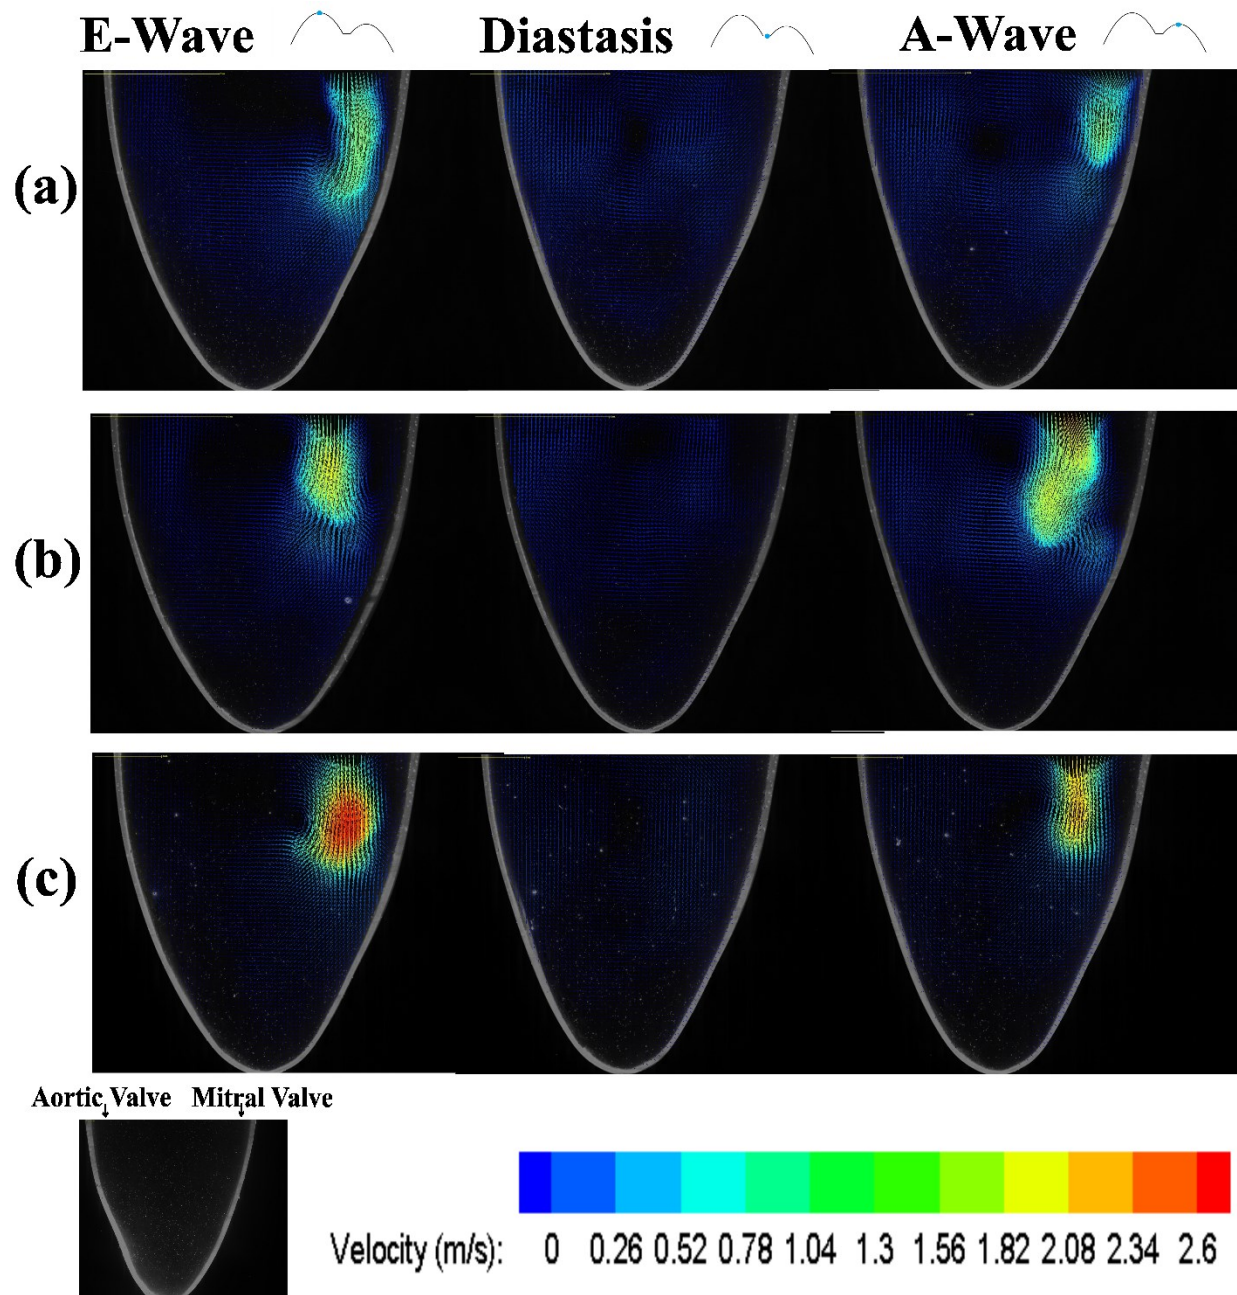 E-Wave Diastasis A-Wave
(a)
(b)
(c)
Aortic Valve Mitral Valve
Velocity (m/s): 0 0.26 0.52 0.78 1.04 1.3 1.56 1.82 2.08 2.34 2.6